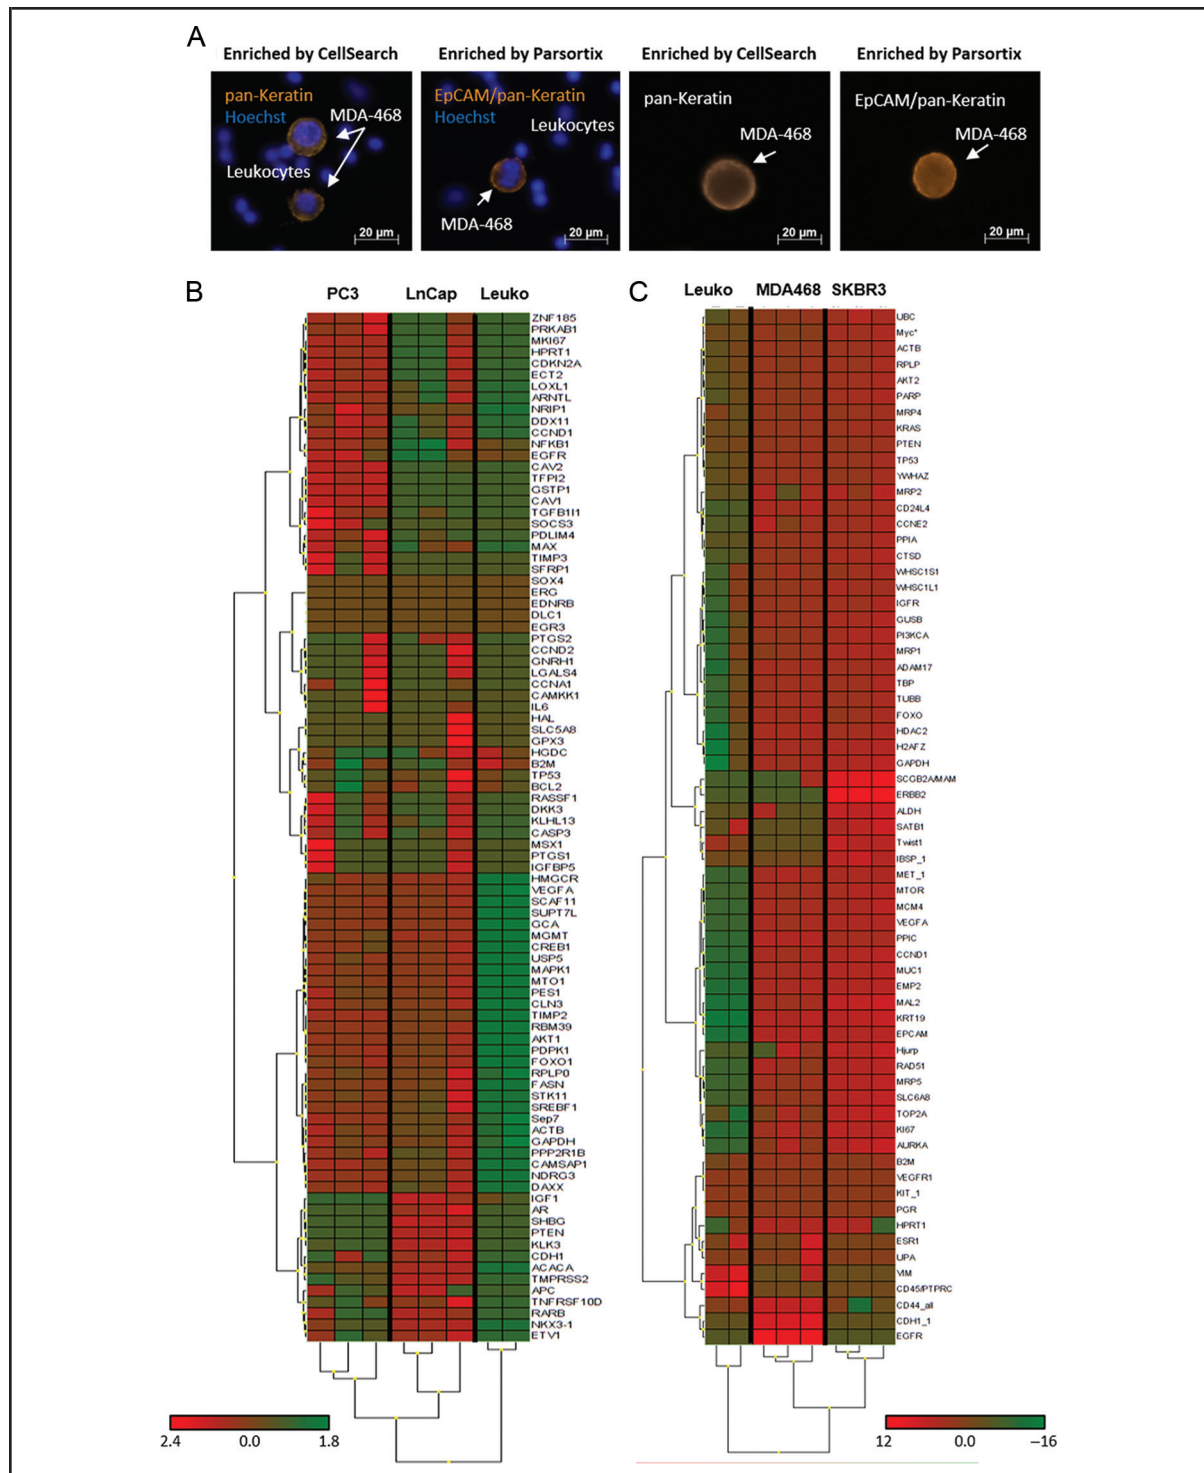 A
Enriched by CellSearch
Enriched by Parsortix
Enriched by CellSearch
Enriched by Parsortix
pan-Keratin
Hoechst
MDA-468
Leukocytes
20 µm
EpCAM/pan-Keratin
Hoechst
Leukocytes
MDA-468
20 µm
pan-Keratin
MDA-468
20 µm
EpCAM/pan-Keratin
MDA-468
20 µm
B
PC3 LnCap Leuko
ZNF185
PRKAB1
MKI67
HPRT1
CDKN2A
ECT2
LOXL1
ARNTL
NRIP1
DDX11
CCND1
NFKB1
EGFR
CAV2
TFPI2
GSTP1
CAV1
TGFB1I1
SOCS3
PDLIM4
MAX
TIMP3
SFRP1
SOX4
ERG
EDNRB
DLC1
EGR3
PTGS2
CCND2
GNRH1
LGALS4
CCNA1
CAMKK1
IL6
HAL
SLC5A8
GPX3
HGDC
B2M
TP53
BCL2
RASSF1
DKK3
KLHL13
CASP3
MSX1
PTGS1
IGFBP5
HMGCR
VEGFA
SCAF11
SUPT7L
GCA
MGMT
CREB1
USP5
MAPK1
MTO1
PES1
CLN3
TIMP2
RBM39
AKT1
PDPK1
FOXO1
RPLP0
FASN
STK11
SREBF1
Sep7
ACTB
GAPDH
PPP2R1B
CAMSAP1
NDRG3
DAXX
IGF1
AR
SHBG
PTEN
KLK3
CDH1
ACACA
TMPRSS2
APC
TNFRSF10D
RARB
NKX3-1
ETV1
2.4 0.0 1.8
C
Leuko MDA468 SKBR3
UBC
Myc*
ACTB
RPLP
AKT2
PARP
MRP4
KRAS
PTEN
TP53
YWHAZ
MRP2
CD24L4
CCNE2
PPIA
CTSD
WHSC1S1
WHSC1L1
IGFR
GUSB
PI3KCA
MRP1
ADAM17
TBP
TUBB
FOXO
HDAC2
H2AFZ
GAPDH
SCGB2A/MAM
ERBB2
ALDH
SATB1
Twist1
IBSP_1
MET_1
MTOR
MCM4
VEGFA
PPIC
CCND1
MUC1
EMP2
MAL2
KRT19
EPCAM
Hjurp
RAD51
MRP5
SLC6A8
TOP2A
KI67
AURKA
B2M
VEGFR1
KIT_1
PGR
HPRT1
ESR1
UPA
VIM
CD45/PTPRC
CD44_all
CDH1_1
EGFR
12 0.0 −16